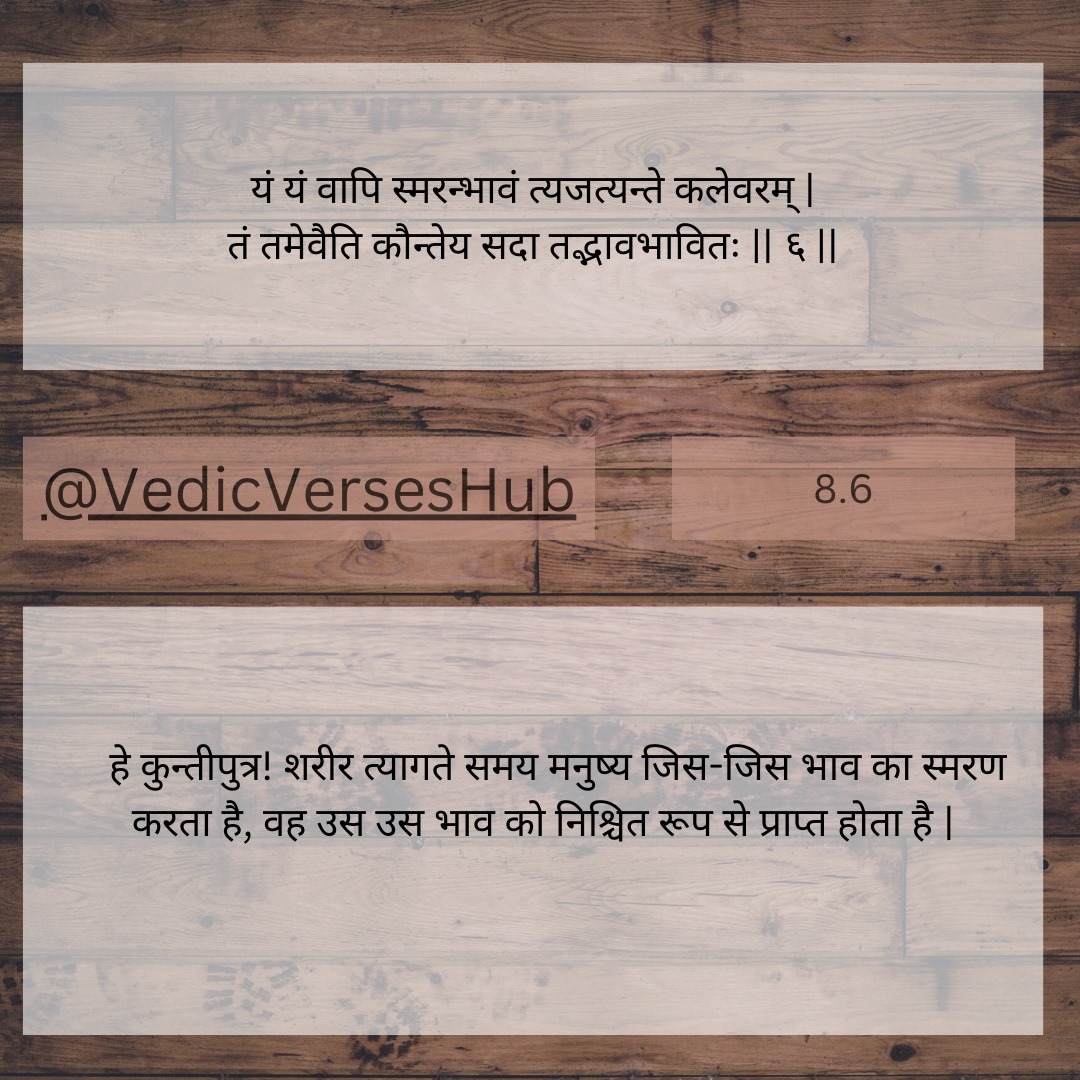 यं यं वापि स्मरन्भावं त्यजत्यन्ते कलेवरम् |
तं तमेवैति कौन्तेय सदा तद्भावभावितः || ६ ||
@VedicVersesHub
8.6
हे कुन्तीपुत्र! शरीर त्यागते समय मनुष्य जिस-जिस भाव का स्मरण
करता है, वह उस उस भाव को निश्चित रूप से प्राप्त होता है |